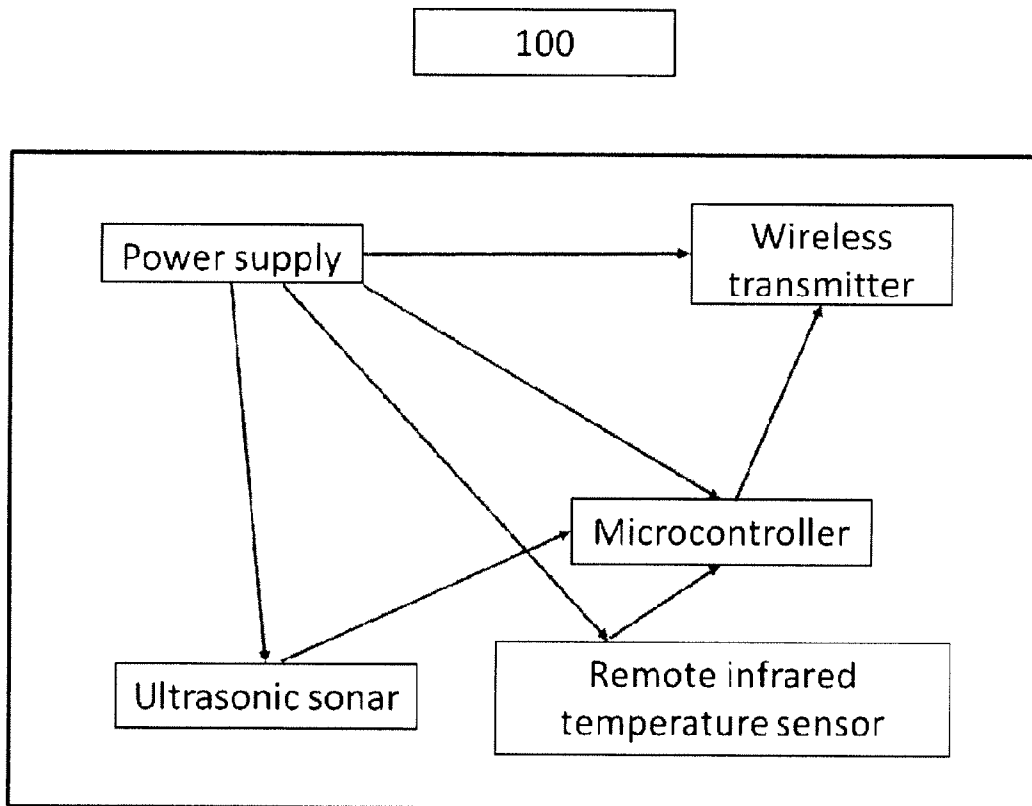 100
Power supply
Wireless
transmitter
Microcontroller
Ultrasonic sonar
Remote infrared
temperature sensor